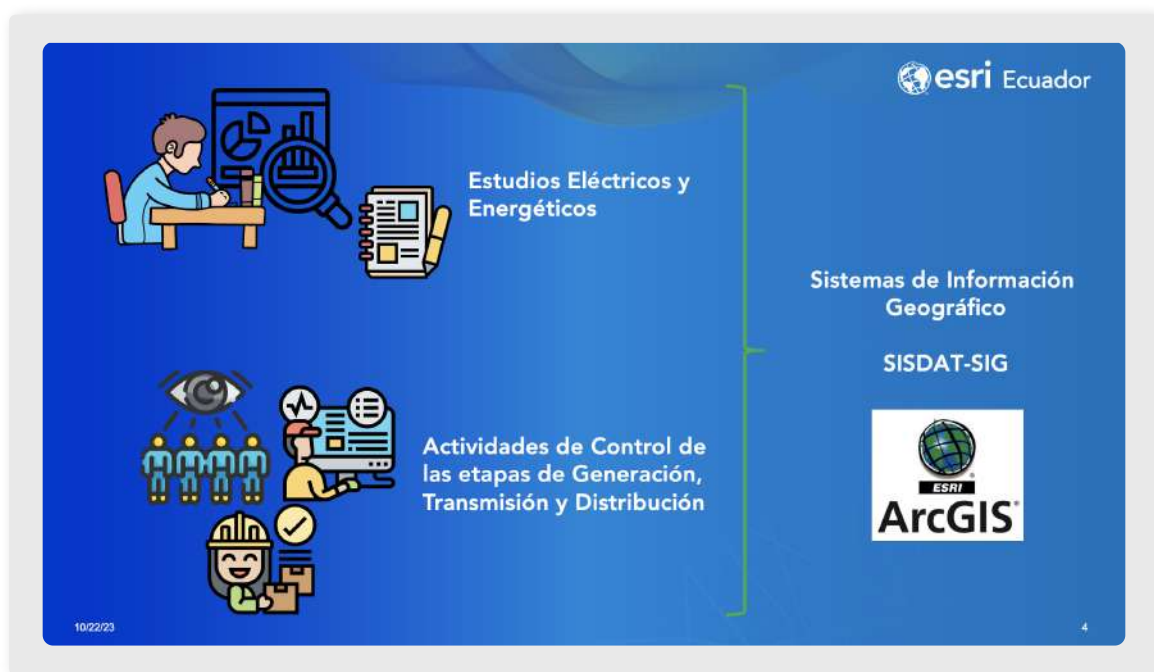 esri Ecuador
Estudios Eléctricos y
Energéticos
Actividades de Control de
las etapas de Generación,
Transmisión y Distribución
Sistemas de Información
Geográfico
SISDAT-SIG
ESRI
ArcGIS®
10/22/23
4